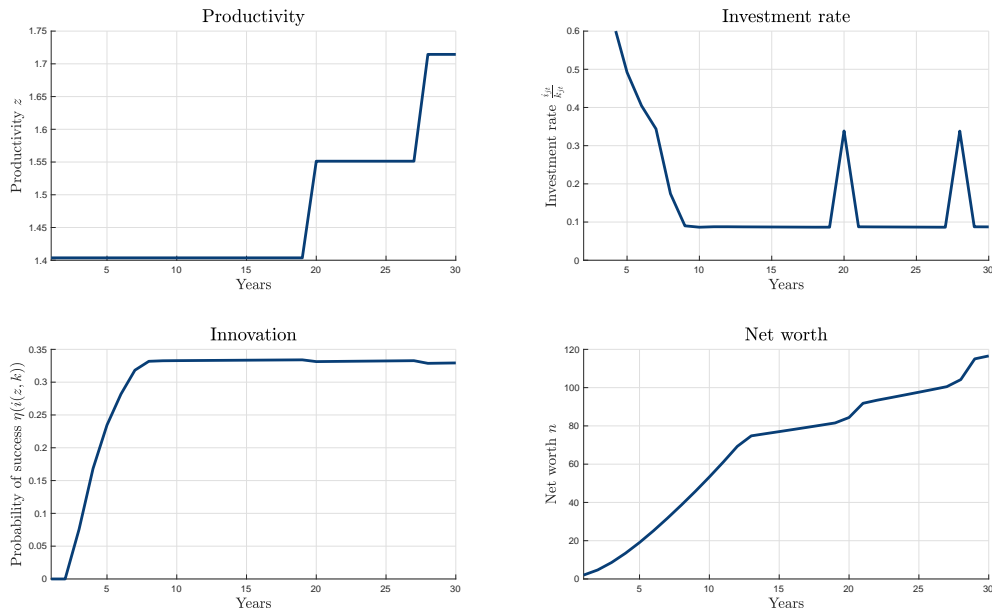 Productivity
Productivity z
1.75
1.7
1.65
1.6
1.55
1.5
1.45
1.4
5 10 15 20 25 30
Years
Investment rate
Investment rate i_{jt}/k_{jt}
0.6
0.5
0.4
0.3
0.2
0.1
0
5 10 15 20 25 30
Years
Innovation
Probability of success η(i(z, k))
0.35
0.3
0.25
0.2
0.15
0.1
0.05
0
5 10 15 20 25 30
Years
Net worth
Net worth n
120
100
80
60
40
20
0
5 10 15 20 25 30
Years